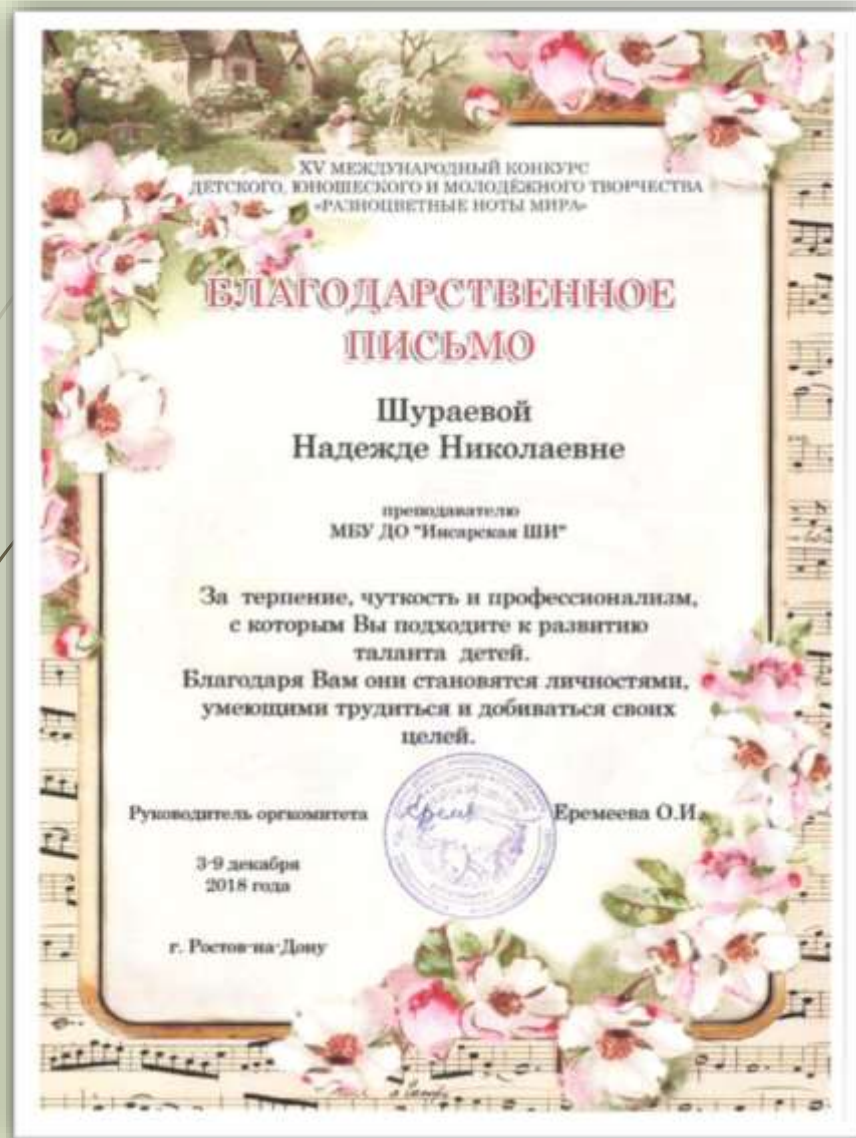 XV МЕЖДУНАРОДНЫЙ КОНКУРС
ДЕТСКОГО, ЮНОШЕСКОГО И МОЛОДЁЖНОГО ТВОРЧЕСТВА
«РАЗНОЦВЕТНЫЕ НОТЫ МИРА»
БЛАГОДАРСТВЕННОЕ
ПИСЬМО
Шураевой
Надежде Николаевне
преподавателю
МБУ ДО "Инсарская ШИ"
За терпение, чуткость и профессионализм,
с которым Вы подходите к развитию
таланта детей.
Благодаря Вам они становятся личностями,
умеющими трудиться и добиваться своих
целей.
Руководитель оргкомитета
Еремеева О.И.
3-9 декабря
2018 года
г. Ростов-на-Дону